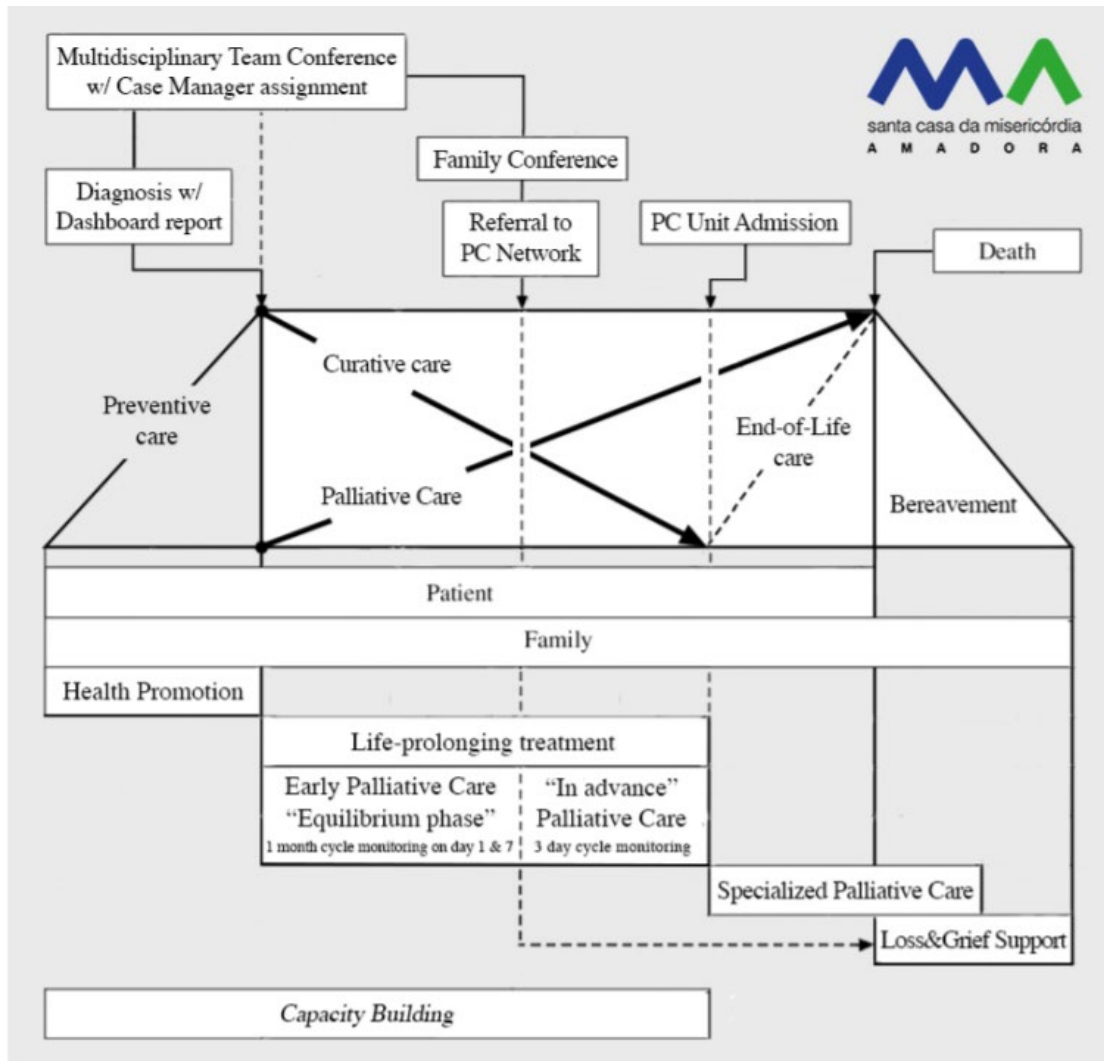 Multidisciplinary Team Conference
w/ Case Manager assignment
santa casa da misericórdia
AMADORA
Family Conference
Diagnosis w/
Dashboard report
Referral to
PC Network
PC Unit Admission
Death
Curative care
Preventive
care
End-of-Life
care
Palliative Care
Bereavement
Patient
Family
Health Promotion
Life-prolonging treatment
Early Palliative Care
"Equilibrium phase"
1 month cycle monitoring on day 1 & 7
“In advance”
Palliative Care
3 day cycle monitoring
Specialized Palliative Care
Loss&Grief Support
Capacity Building